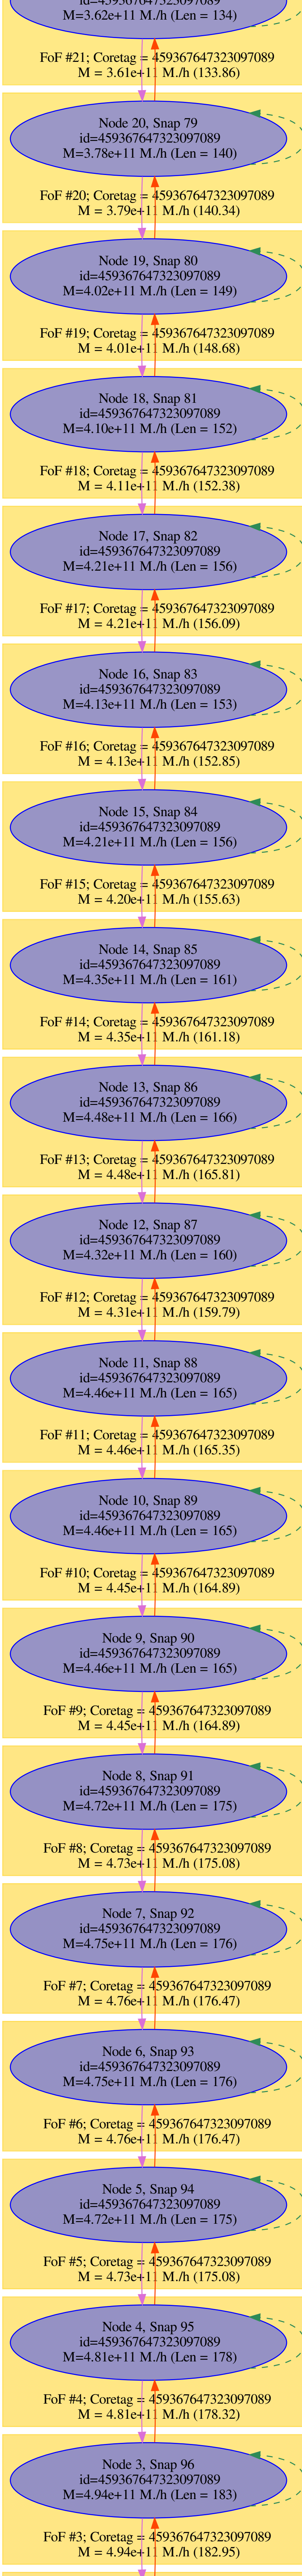 id=459367647323097089
M=3.62e+11 M./h (Len = 134)
FoF #21; Coretag = 459367647323097089
M = 3.61e+11 M./h (133.86)
Node 20, Snap 79
id=459367647323097089
M=3.78e+11 M./h (Len = 140)
FoF #20; Coretag = 459367647323097089
M = 3.79e+11 M./h (140.34)
Node 19, Snap 80
id=459367647323097089
M=4.02e+11 M./h (Len = 149)
FoF #19; Coretag = 459367647323097089
M = 4.01e+11 M./h (148.68)
Node 18, Snap 81
id=459367647323097089
M=4.10e+11 M./h (Len = 152)
FoF #18; Coretag = 459367647323097089
M = 4.11e+11 M./h (152.38)
Node 17, Snap 82
id=459367647323097089
M=4.21e+11 M./h (Len = 156)
FoF #17; Coretag = 459367647323097089
M = 4.21e+11 M./h (156.09)
Node 16, Snap 83
id=459367647323097089
M=4.13e+11 M./h (Len = 153)
FoF #16; Coretag = 459367647323097089
M = 4.13e+11 M./h (152.85)
Node 15, Snap 84
id=459367647323097089
M=4.21e+11 M./h (Len = 156)
FoF #15; Coretag = 459367647323097089
M = 4.20e+11 M./h (155.63)
Node 14, Snap 85
id=459367647323097089
M=4.35e+11 M./h (Len = 161)
FoF #14; Coretag = 459367647323097089
M = 4.35e+11 M./h (161.18)
Node 13, Snap 86
id=459367647323097089
M=4.48e+11 M./h (Len = 166)
FoF #13; Coretag = 459367647323097089
M = 4.48e+11 M./h (165.81)
Node 12, Snap 87
id=459367647323097089
M=4.32e+11 M./h (Len = 160)
FoF #12; Coretag = 459367647323097089
M = 4.31e+11 M./h (159.79)
Node 11, Snap 88
id=459367647323097089
M=4.46e+11 M./h (Len = 165)
FoF #11; Coretag = 459367647323097089
M = 4.46e+11 M./h (165.35)
Node 10, Snap 89
id=459367647323097089
M=4.46e+11 M./h (Len = 165)
FoF #10; Coretag = 459367647323097089
M = 4.45e+11 M./h (164.89)
Node 9, Snap 90
id=459367647323097089
M=4.46e+11 M./h (Len = 165)
FoF #9; Coretag = 459367647323097089
M = 4.45e+11 M./h (164.89)
Node 8, Snap 91
id=459367647323097089
M=4.72e+11 M./h (Len = 175)
FoF #8; Coretag = 459367647323097089
M = 4.73e+11 M./h (175.08)
Node 7, Snap 92
id=459367647323097089
M=4.75e+11 M./h (Len = 176)
FoF #7; Coretag = 459367647323097089
M = 4.76e+11 M./h (176.47)
Node 6, Snap 93
id=459367647323097089
M=4.75e+11 M./h (Len = 176)
FoF #6; Coretag = 459367647323097089
M = 4.76e+11 M./h (176.47)
Node 5, Snap 94
id=459367647323097089
M=4.72e+11 M./h (Len = 175)
FoF #5; Coretag = 459367647323097089
M = 4.73e+11 M./h (175.08)
Node 4, Snap 95
id=459367647323097089
M=4.81e+11 M./h (Len = 178)
FoF #4; Coretag = 459367647323097089
M = 4.81e+11 M./h (178.32)
Node 3, Snap 96
id=459367647323097089
M=4.94e+11 M./h (Len = 183)
FoF #3; Coretag = 459367647323097089
M = 4.94e+11 M./h (182.95)